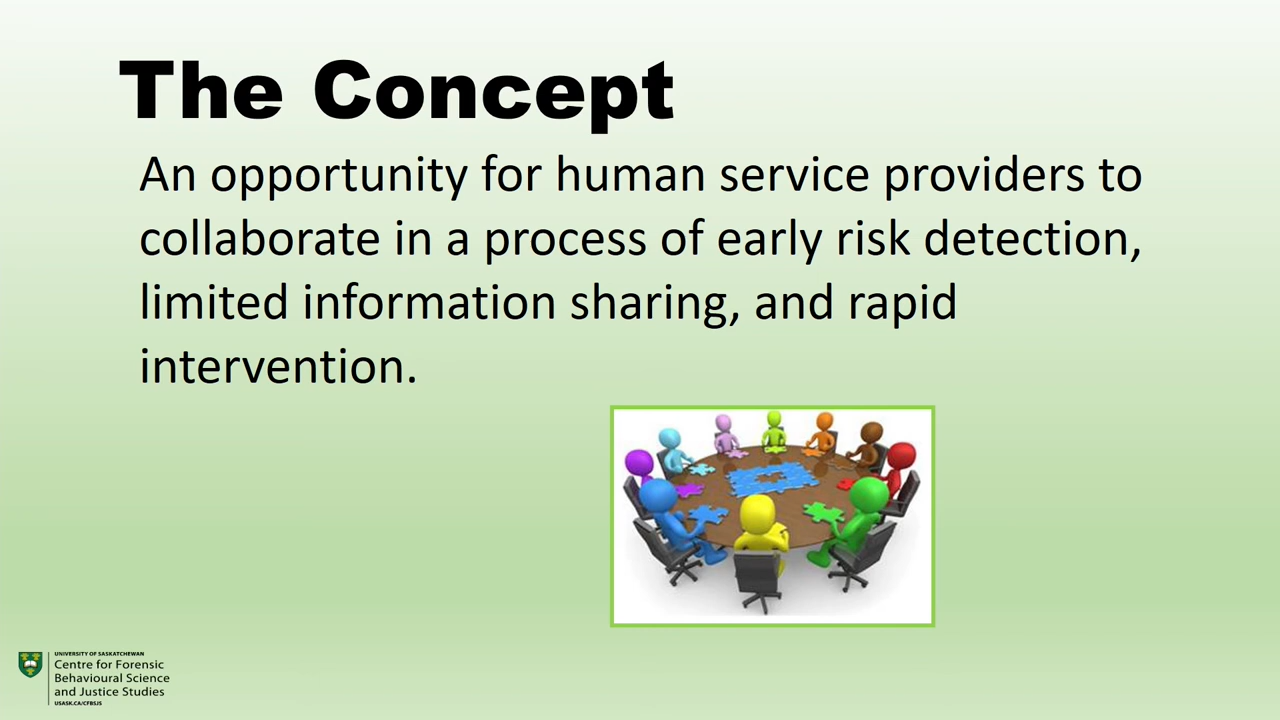 The Concept
An opportunity for human service providers to
collaborate in a process of early risk detection,
limited information sharing, and rapid
intervention.
UNIVERSITY OF SASKATCHEWAN
Centre for Forensic
Behavioural Science
and Justice Studies
USASK.CA/CFBSJS